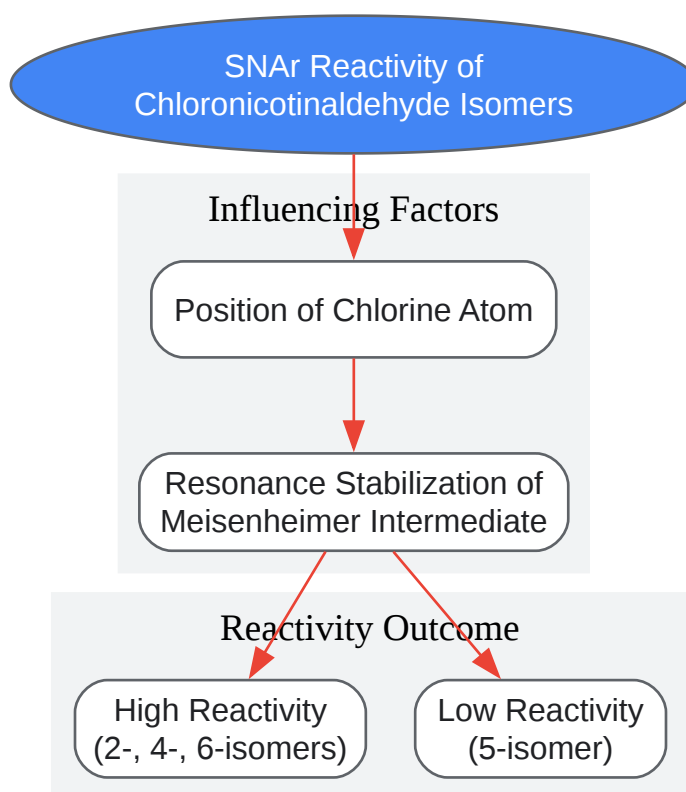 SNAr Reactivity of
Chloronicotinaldehyde Isomers
Influencing Factors
Position of Chlorine Atom
Resonance Stabilization of
Meisenheimer Intermediate
Reactivity Outcome
High Reactivity
(2-, 4-, 6-isomers)
Low Reactivity
(5-isomer)